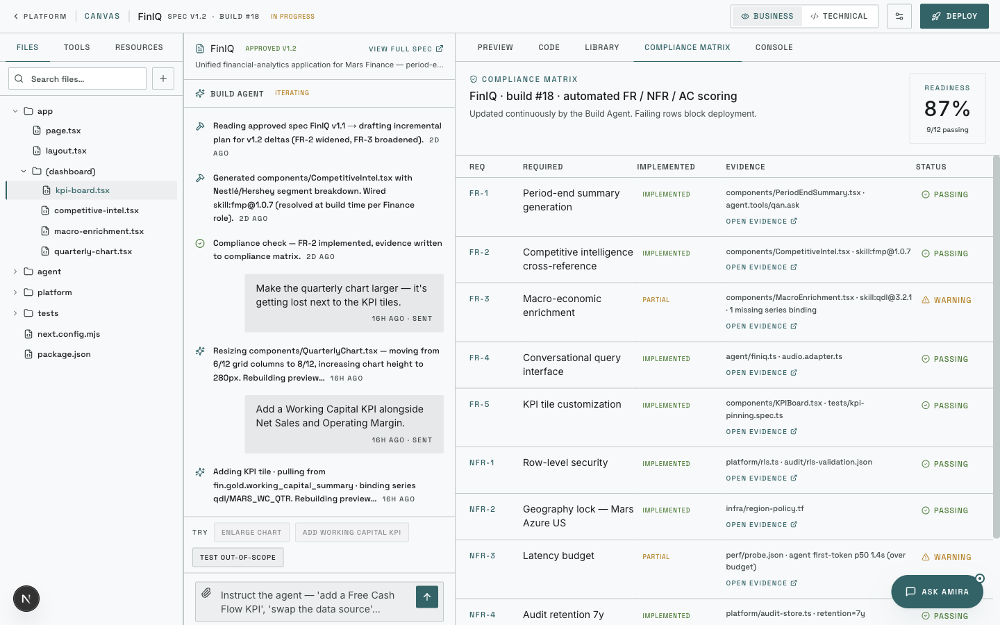 PLATFORM
CANVAS
FinIQ SPEC V1.2 · BUILD #18 IN PROGRESS
BUSINESS
TECHNICAL
DEPLOY
FILES TOOLS RESOURCES
Search files...
app
page.tsx
layout.tsx
(dashboard)
kpi-board.tsx
competitive-intel.tsx
macro-enrichment.tsx
quarterly-chart.tsx
agent
platform
tests
next.config.mjs
package.json
N
FinIQ APPROVED V1.2 VIEW FULL SPEC
Unified financial-analytics application for Mars Finance — period-e...
BUILD AGENT ITERATING
Reading approved spec FinIQ v1.1 → drafting incremental
plan for v1.2 deltas (FR-2 widened, FR-3 broadened). 2D
AGO
Generated components/CompetitiveIntel.tsx with
Nestlé/Hershey segment breakdown. Wired
skill:fmp@1.0.7 (resolved at build time per Finance
role). 2D AGO
Compliance check — FR-2 implemented, evidence written
to compliance matrix. 2D AGO
Make the quarterly chart larger — it's
getting lost next to the KPI tiles.
16H AGO · SENT
Resizing components/QuarterlyChart.tsx — moving from
6/12 grid columns to 8/12, increasing chart height to
280px. Rebuilding preview... 16H AGO
Add a Working Capital KPI alongside
Net Sales and Operating Margin.
16H AGO · SENT
Adding KPI tile · pulling from
fin.gold.working_capital_summary · binding series
qdl/MARS_WC_QTR. Rebuilding preview... 16H AGO
TRY ENLARGE CHART ADD WORKING CAPITAL KPI
TEST OUT-OF-SCOPE
Instruct the agent — 'add a Free Cash
Flow KPI', 'swap the data source'...
PREVIEW CODE LIBRARY COMPLIANCE MATRIX CONSOLE
COMPLIANCE MATRIX
FinIQ · build #18 · automated FR / NFR / AC scoring
Updated continuously by the Build Agent. Failing rows block deployment.
READINESS
87%
9/12 passing
REQ REQUIRED IMPLEMENTED EVIDENCE STATUS
FR-1 Period-end summary generation IMPLEMENTED components/PeriodEndSummary.tsx · agent.tools/qan.ask PASSING
OPEN EVIDENCE
FR-2 Competitive intelligence cross-reference IMPLEMENTED components/CompetitiveIntel.tsx · skill:fmp@1.0.7 PASSING
OPEN EVIDENCE
FR-3 Macro-economic enrichment PARTIAL components/MacroEnrichment.tsx · skill:qdl@3.2.1 · 1 missing series binding WARNING
OPEN EVIDENCE
FR-4 Conversational query interface IMPLEMENTED agent/finiq.ts · audio.adapter.ts PASSING
OPEN EVIDENCE
FR-5 KPI tile customization IMPLEMENTED components/KPIBoard.tsx · tests/kpi-pinning.spec.ts PASSING
OPEN EVIDENCE
NFR-1 Row-level security IMPLEMENTED platform/rls.ts · audit/rls-validation.json PASSING
OPEN EVIDENCE
NFR-2 Geography lock — Mars Azure US IMPLEMENTED infra/region-policy.tf PASSING
OPEN EVIDENCE
NFR-3 Latency budget PARTIAL perf/probe.json · agent first-token p50 1.4s (over budget) WARNING
OPEN EVIDENCE
NFR-4 Audit retention 7y IMPLEMENTED platform/audit-store.ts · retention=7y PASSING
ASK AMIRA